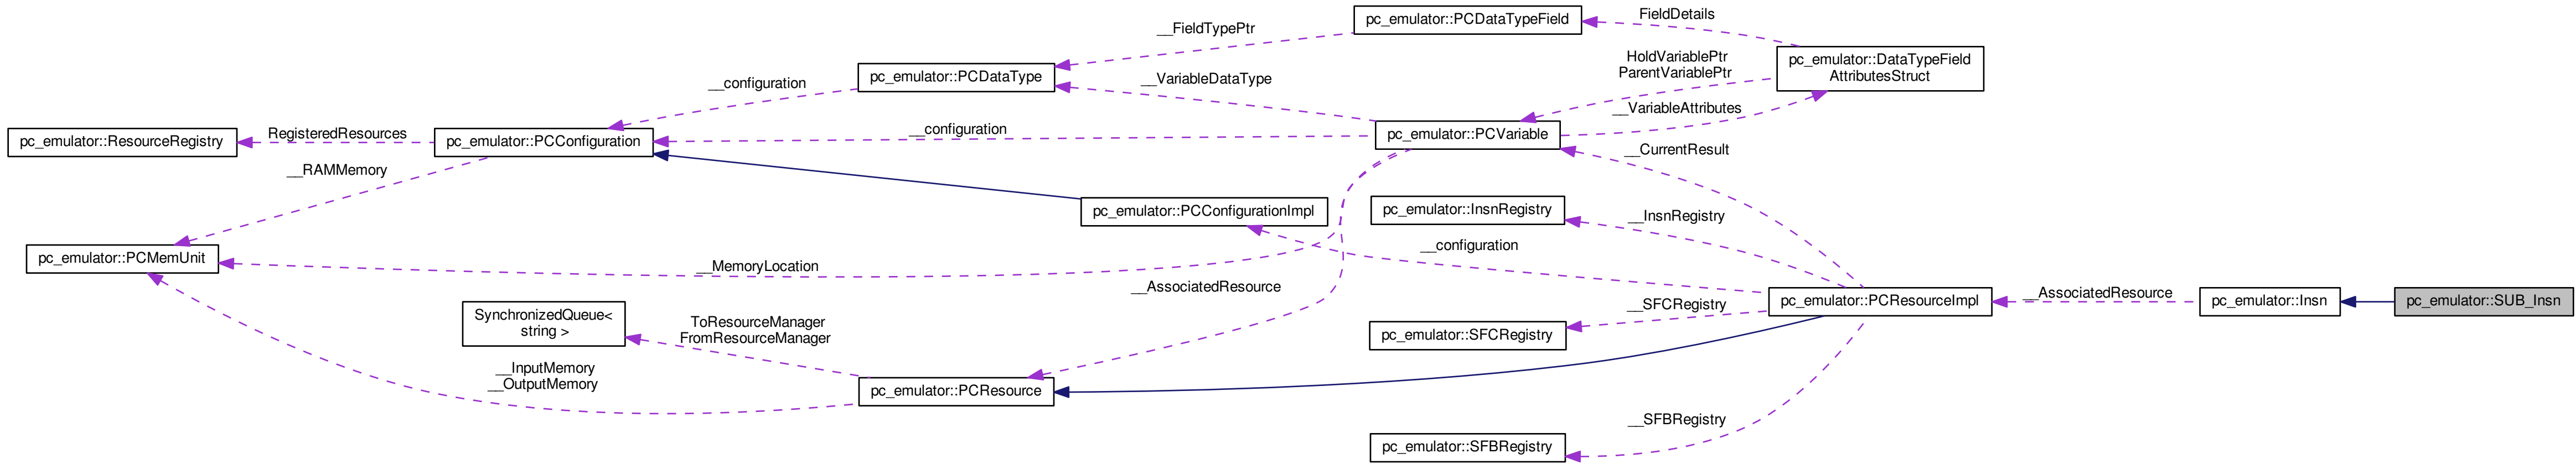 pc_emulator::PCDataTypeField
FieldDetails
__FieldTypePtr
HoldVariablePtr
ParentVariablePtr
pc_emulator::DataTypeField
AttributesStruct
pc_emulator::PCDataType
__VariableDataType
__configuration
__VariableAttributes
pc_emulator::ResourceRegistry
RegisteredResources
pc_emulator::PCConfiguration
__configuration
pc_emulator::PCVariable
__CurrentResult
__RAMMemory
pc_emulator::PCConfigurationImpl
pc_emulator::InsnRegistry
__InsnRegistry
__configuration
pc_emulator::PCMemUnit
__MemoryLocation
__AssociatedResource
pc_emulator::PCResourceImpl
__AssociatedResource
pc_emulator::Insn
pc_emulator::SUB_Insn
__SFCRegistry
SynchronizedQueue<
string >
ToResourceManager
FromResourceManager
pc_emulator::SFCRegistry
__InputMemory
__OutputMemory
pc_emulator::PCResource
__SFBRegistry
pc_emulator::SFBRegistry